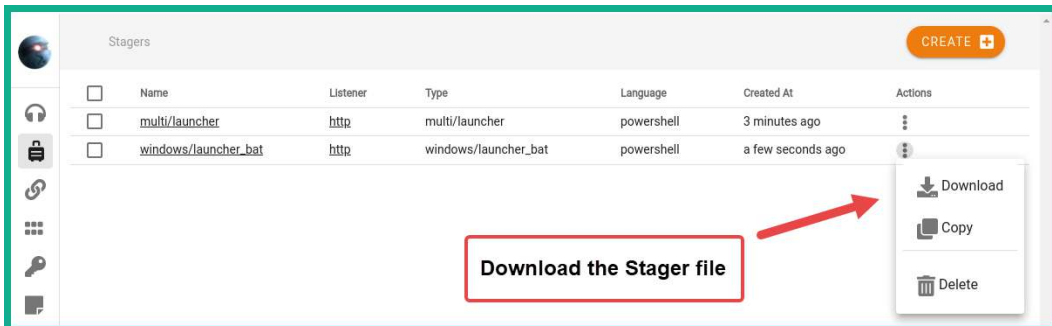 Stagers
CREATE
Name Listener Type Language Created At Actions
multi/launcher http multi/launcher powershell 3 minutes ago
windows/launcher_bat http windows/launcher_bat powershell a few seconds ago
Download
Copy
Download the Stager file
Delete